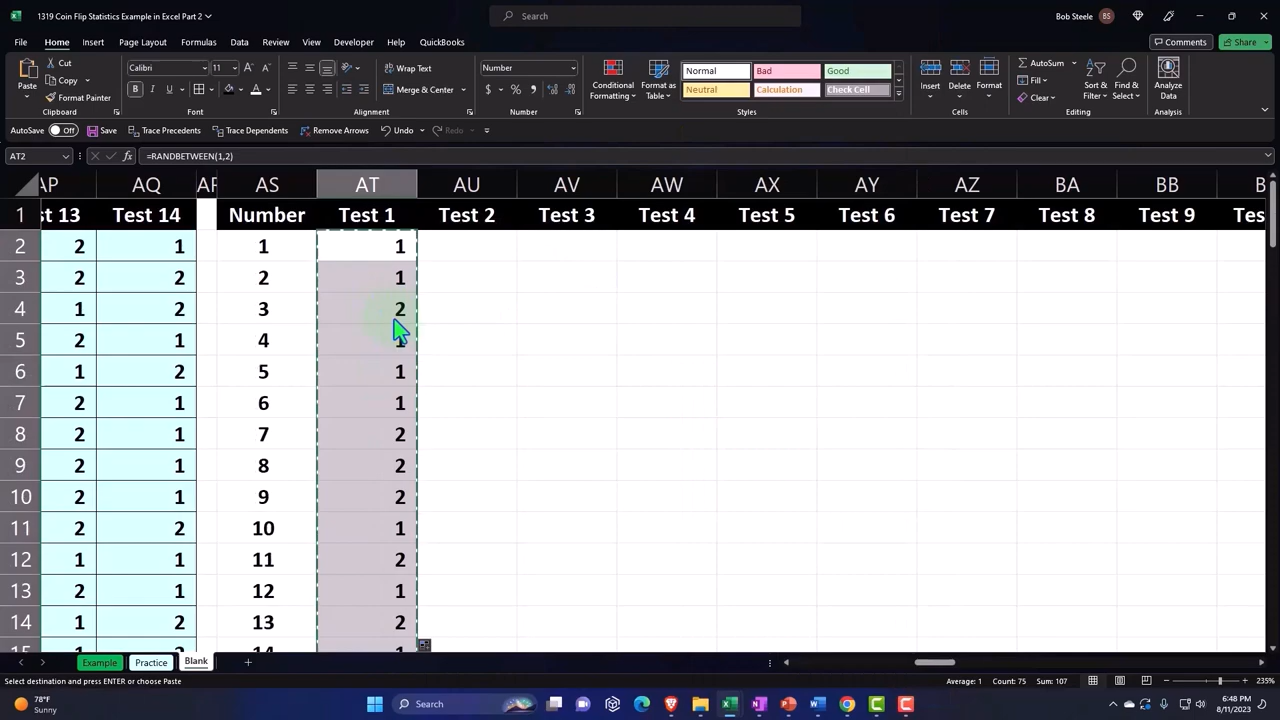 1319 Coin Flip Statistics Example in Excel Part 2
Search
Bob Steele
BS
File Home Insert Page Layout Formulas Data Review View Developer Help QuickBooks
Comments
Share
Paste
Cut
Copy
Format Painter
Clipboard
Calibri
11
B I U
Font
Wrap Text
Merge & Center
Alignment
Number
$ % ,
Number
Conditional Formatting
Format as Table
Normal Bad Good
Neutral Calculation Check Cell
Styles
Insert Delete Format
Cells
AutoSum
Fill
Clear
Sort & Filter
Find & Select
Editing
Analyze Data
Analysis
AutoSave Off Save Trace Precedents Trace Dependents Remove Arrows Undo Redo
AT2 fx =RANDBETWEEN(1,2)
AP AQ AR AS AT AU AV AW AX AY AZ BA BB B
1 st 13 Test 14 Number Test 1 Test 2 Test 3 Test 4 Test 5 Test 6 Test 7 Test 8 Test 9 Tes
2 2 1 1 1
3 2 2 2 1
4 1 2 3 2
5 2 1 4 1
6 1 2 5 1
7 2 1 6 1
8 2 1 7 2
9 2 1 8 2
10 2 1 9 2
11 2 2 10 1
12 1 1 11 2
13 2 1 12 1
14 1 2 13 2
15 1 2 14 1
Example Practice Blank
Select destination and press ENTER or choose Paste
Average: 1 Count: 75 Sum: 107
235%
78°F
Sunny
Search
6:48 PM
8/11/2023